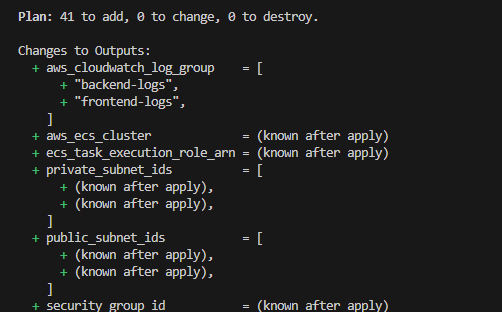 Plan: 41 to add, 0 to change, 0 to destroy.
Changes to Outputs:
+ aws_cloudwatch_log_group    = [
+ "backend-logs",
+ "frontend-logs",
]
+ aws_ecs_cluster             = (known after apply)
+ ecs_task_execution_role_arn = (known after apply)
+ private_subnet_ids          = [
+ (known after apply),
+ (known after apply),
]
+ public_subnet_ids           = [
+ (known after apply),
+ (known after apply),
]
+ security_group_id           = (known after apply)